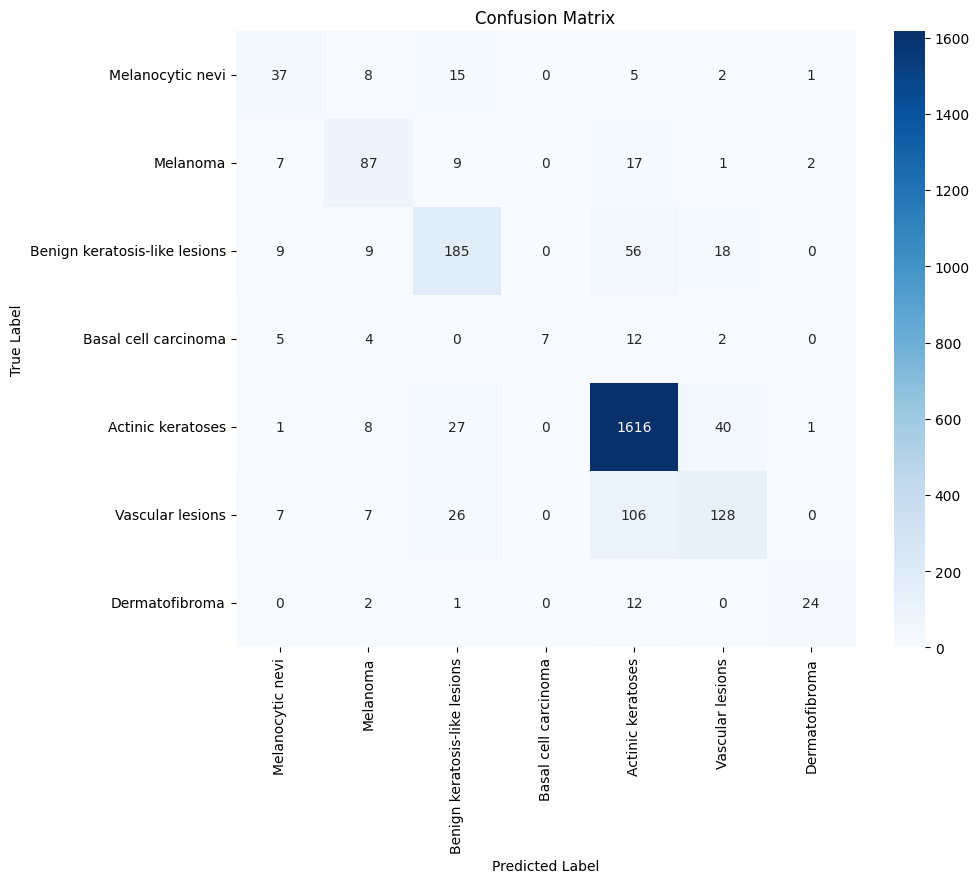 Confusion Matrix
True Label
Melanocytic nevi 37 8 15 0 5 2 1
Melanoma 7 87 9 0 17 1 2
Benign keratosis-like lesions 9 9 185 0 56 18 0
Basal cell carcinoma 5 4 0 7 12 2 0
Actinic keratoses 1 8 27 0 1616 40 1
Vascular lesions 7 7 26 0 106 128 0
Dermatofibroma 0 2 1 0 12 0 24
Melanocytic nevi
Melanoma
Benign keratosis-like lesions
Basal cell carcinoma
Actinic keratoses
Vascular lesions
Dermatofibroma
Predicted Label
1600
1400
1200
1000
800
600
400
200
0